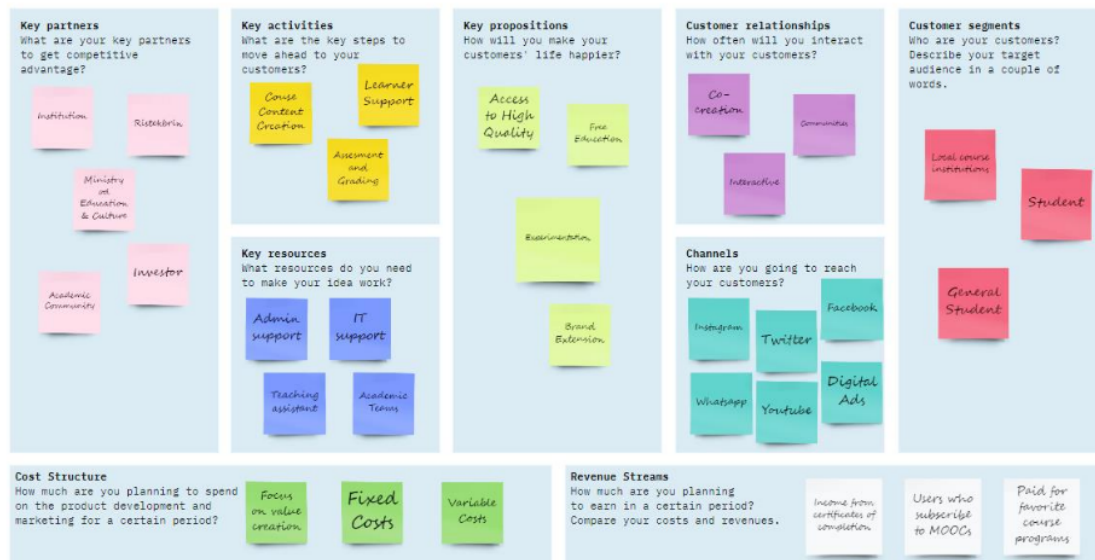 Key partners
What are your key partners
to get competitive
advantage?
Institution
Ristekbrin
Ministry
od
Education
& Culture
Investor
Academic
Community
Key activities
What are the key steps to
move ahead to your
customers?
Couse
Content
Creation
Learner
Support
Assesment
and
Grading
Key resources
What resources do you need
to make your idea work?
Admin
support
IT
support
Teaching
assistant
Academic
Teams
Key propositions
How will you make your
customers' life happier?
Access
to High
Quality
Free
Education
Experimentation
Brand
Extension
Customer relationships
How often will you interact
with your customers?
Co-
creation
Communities
Interactive
Channels
How are you going to reach
your customers?
Instagram
Twitter
Facebook
Whatsapp
Youtube
Digital
Ads
Customer segments
Who are your customers?
Describe your target
audience in a couple of
words.
Local course
institutions
Student
General
Student
Cost Structure
How much are you planning to spend
on the product development and
marketing for a certain period?
Focus
on value
creation
Fixed
Costs
Variable
Costs
Revenue Streams
How much are you planning
to earn in a certain period?
Compare your costs and revenues.
Income from
certificates of
completion
Users who
subscribe
to MOOCs
Paid for
favorite
course
programs